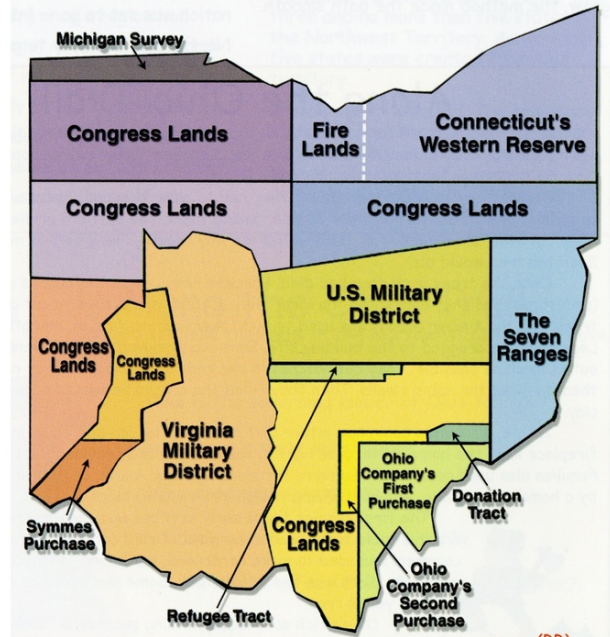 Michigan Survey
Congress Lands
Fire
Lands
Connecticut's
Western Reserve
Congress Lands
Congress Lands
U.S. Military
District
The
Seven
Ranges
Congress
Lands
Congress
Lands
Virginia
Military
District
Ohio
Company's
First
Purchase
Donation
Tract
Symmes
Purchase
Congress
Lands
Refugee Tract
Ohio
Company's
Second
Purchase